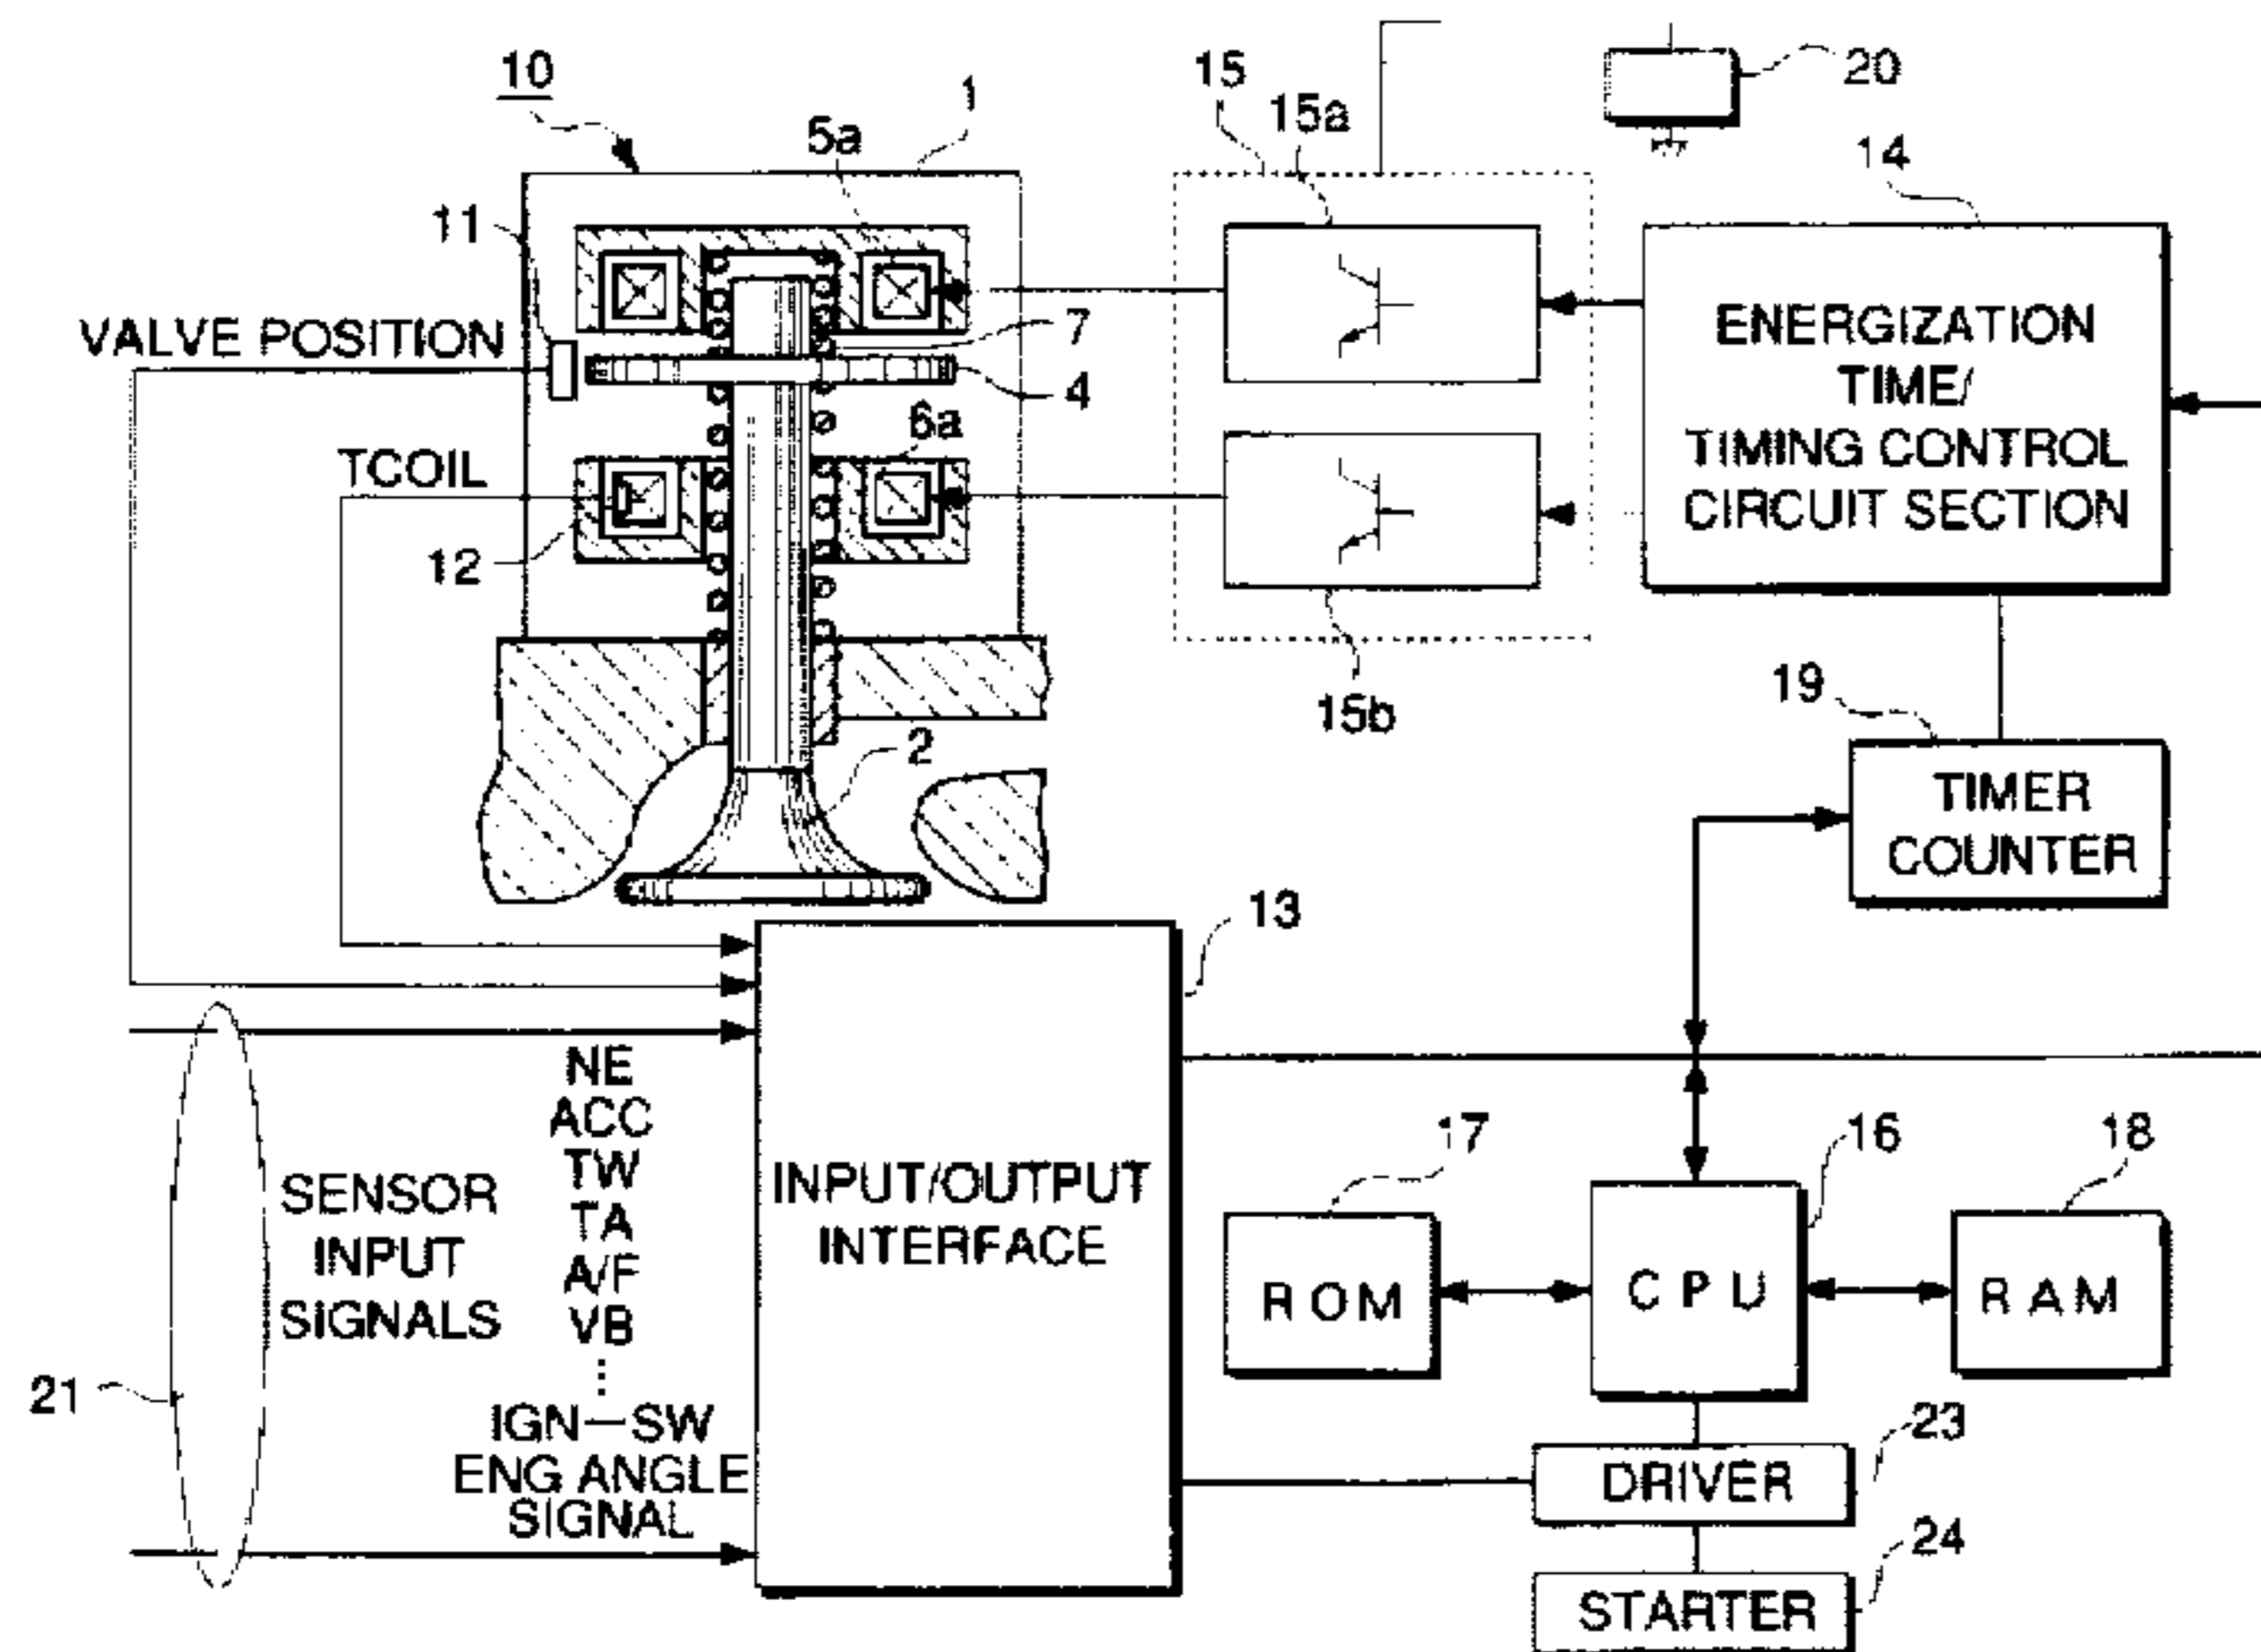 10
1
5a
15
15a
20
14
11
VALVE POSITION
7
4
ENERGIZATION
TIME/
TIMING CONTROL
CIRCUIT SECTION
TCOIL
6a
12
15b
2
19
TIMER
COUNTER
13
NE
ACC
TW
TA
A/F
VB
⋮
IGN—SW
ENG ANGLE
SIGNAL
SENSOR
INPUT
SIGNALS
21
INPUT/OUTPUT
INTERFACE
17
16
18
ROM
CPU
RAM
DRIVER
23
STARTER
24